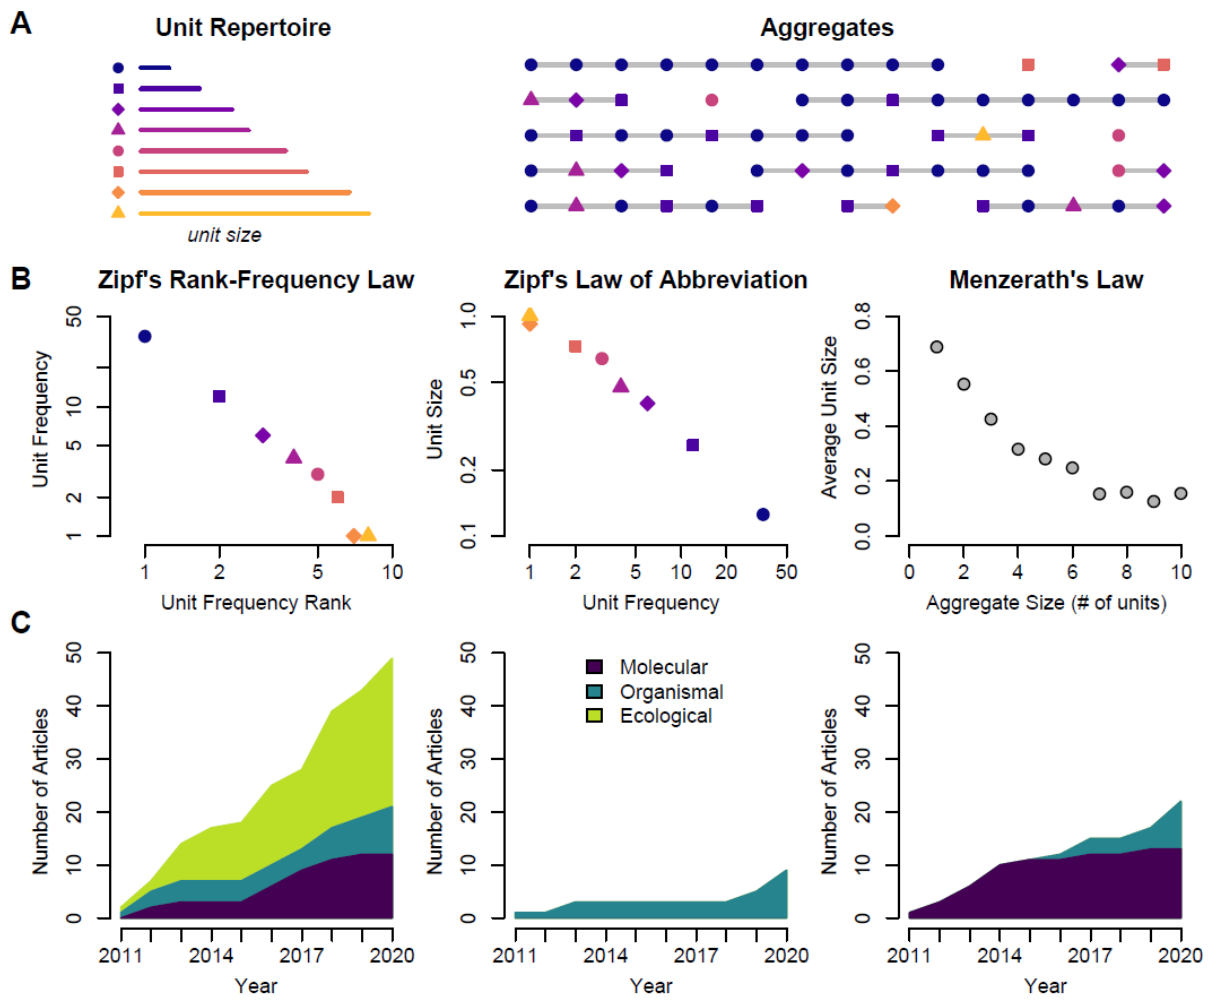 A
Unit Repertoire
Aggregates
unit size
B
Zipf's Rank-Frequency Law
Zipf's Law of Abbreviation
Menzerath's Law
Unit Frequency
50
10
5
2
1
1
2
5
10
Unit Frequency Rank
Unit Size
1.0
0.5
0.2
0.1
1
2
5
10
20
50
Unit Frequency
Average Unit Size
0.8
0.6
0.4
0.2
0.0
0
2
4
6
8
10
Aggregate Size (# of units)
C
Number of Articles
50
40
30
20
10
0
2011
2014
2017
2020
Year
Number of Articles
50
40
30
20
10
0
Molecular
Organismal
Ecological
2011
2014
2017
2020
Year
Number of Articles
50
40
30
20
10
0
2011
2014
2017
2020
Year